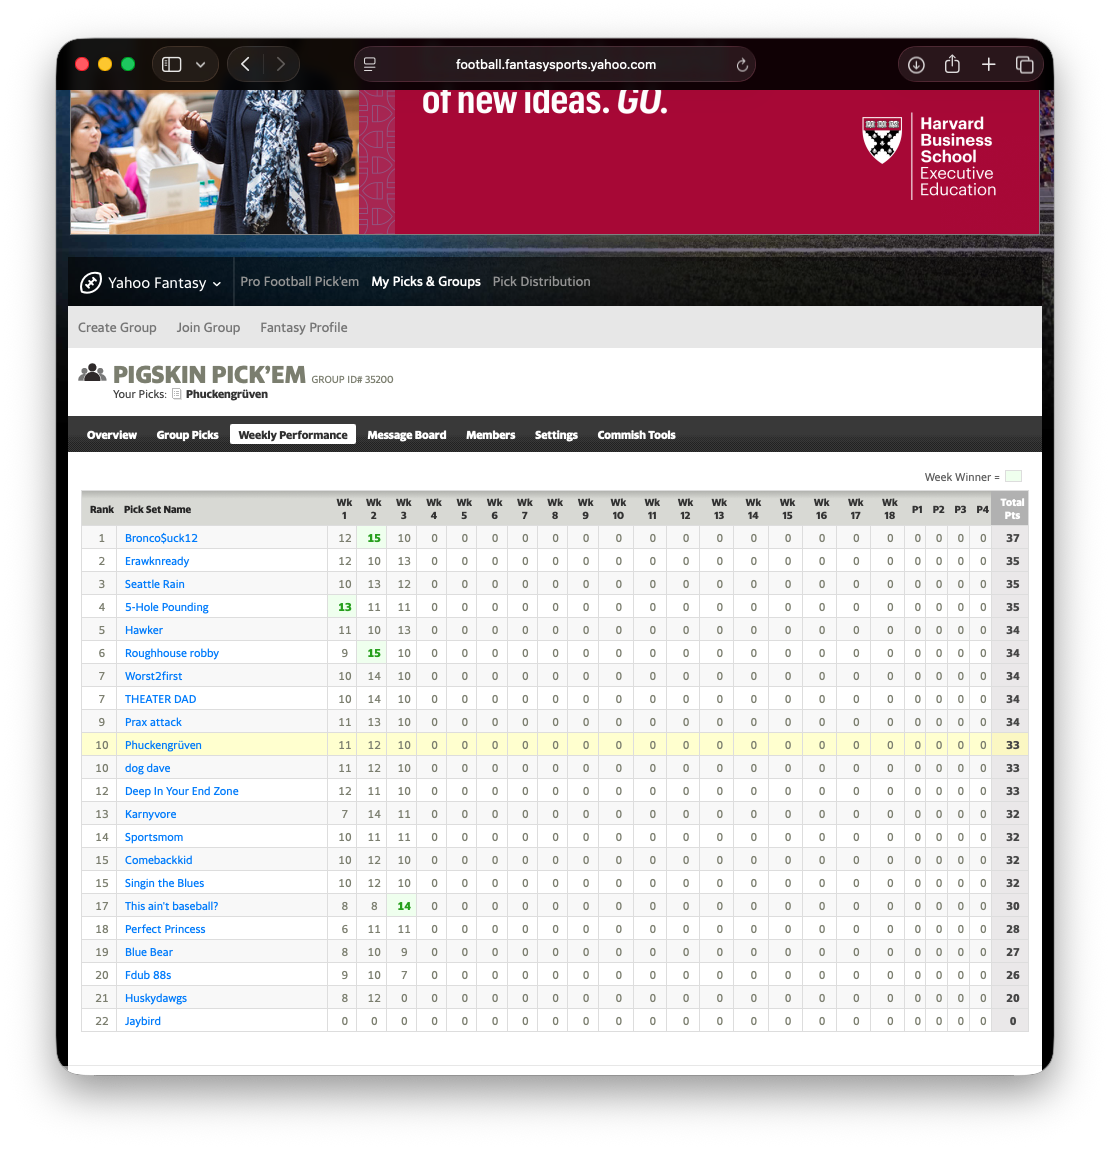 football.fantasysports.yahoo.com
of new ideas. GO.
Harvard
Business
School
Executive
Education
Yahoo Fantasy Pro Football Pick'em My Picks & Groups Pick Distribution
Create Group Join Group Fantasy Profile
PIGSKIN PICK'EM GROUP ID# 35200
Your Picks: Phuckengrüven
Overview Group Picks Weekly Performance Message Board Members Settings Commish Tools
Week Winner =
Rank Pick Set Name Wk 1 Wk 2 Wk 3 Wk 4 Wk 5 Wk 6 Wk 7 Wk 8 Wk 9 Wk 10 Wk 11 Wk 12 Wk 13 Wk 14 Wk 15 Wk 16 Wk 17 Wk 18 P1 P2 P3 P4 Total Pts
1 Bronco$uck12 12 15 10 0 0 0 0 0 0 0 0 0 0 0 0 0 0 0 0 0 0 0 37
2 Erawknready 12 10 13 0 0 0 0 0 0 0 0 0 0 0 0 0 0 0 0 0 0 0 35
3 Seattle Rain 10 13 12 0 0 0 0 0 0 0 0 0 0 0 0 0 0 0 0 0 0 0 35
4 5-Hole Pounding 13 11 11 0 0 0 0 0 0 0 0 0 0 0 0 0 0 0 0 0 0 0 35
5 Hawker 11 10 13 0 0 0 0 0 0 0 0 0 0 0 0 0 0 0 0 0 0 0 34
6 Roughhouse robby 9 15 10 0 0 0 0 0 0 0 0 0 0 0 0 0 0 0 0 0 0 0 34
7 Worst2first 10 14 10 0 0 0 0 0 0 0 0 0 0 0 0 0 0 0 0 0 0 0 34
7 THEATER DAD 10 14 10 0 0 0 0 0 0 0 0 0 0 0 0 0 0 0 0 0 0 0 34
9 Prax attack 11 13 10 0 0 0 0 0 0 0 0 0 0 0 0 0 0 0 0 0 0 0 34
10 Phuckengrüven 11 12 10 0 0 0 0 0 0 0 0 0 0 0 0 0 0 0 0 0 0 0 33
10 dog dave 11 12 10 0 0 0 0 0 0 0 0 0 0 0 0 0 0 0 0 0 0 0 33
12 Deep In Your End Zone 12 11 10 0 0 0 0 0 0 0 0 0 0 0 0 0 0 0 0 0 0 0 33
13 Karnyvore 7 14 11 0 0 0 0 0 0 0 0 0 0 0 0 0 0 0 0 0 0 0 32
14 Sportsmom 10 11 11 0 0 0 0 0 0 0 0 0 0 0 0 0 0 0 0 0 0 0 32
15 Comebackkid 10 12 10 0 0 0 0 0 0 0 0 0 0 0 0 0 0 0 0 0 0 0 32
15 Singin the Blues 10 12 10 0 0 0 0 0 0 0 0 0 0 0 0 0 0 0 0 0 0 0 32
17 This ain't baseball? 8 8 14 0 0 0 0 0 0 0 0 0 0 0 0 0 0 0 0 0 0 0 30
18 Perfect Princess 6 11 11 0 0 0 0 0 0 0 0 0 0 0 0 0 0 0 0 0 0 0 28
19 Blue Bear 8 10 9 0 0 0 0 0 0 0 0 0 0 0 0 0 0 0 0 0 0 0 27
20 Fdub 88s 9 10 7 0 0 0 0 0 0 0 0 0 0 0 0 0 0 0 0 0 0 0 26
21 Huskydawgs 8 12 0 0 0 0 0 0 0 0 0 0 0 0 0 0 0 0 0 0 0 0 20
22 Jaybird 0 0 0 0 0 0 0 0 0 0 0 0 0 0 0 0 0 0 0 0 0 0 0